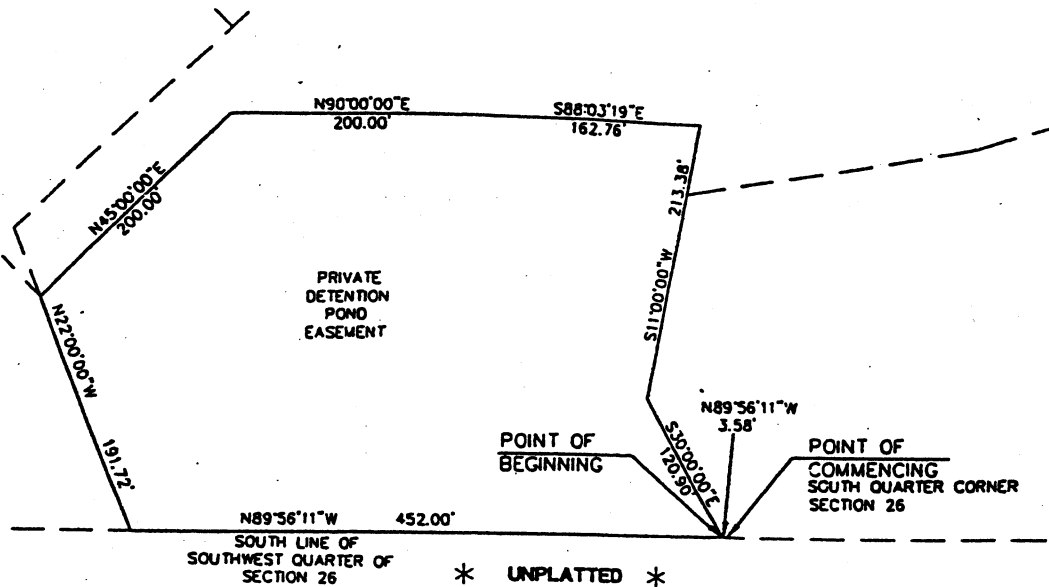 N90°00'00"E
200.00'
S88°03'19"E
162.76'
N45°00'00"E
200.00'
213.38'
S11°00'00"W
PRIVATE
DETENTION
POND
EASEMENT
N22°00'00"W
191.72'
N89°56'11"W
3.58'
S30°00'00"E
120.90'
POINT OF
BEGINNING
POINT OF
COMMENCING
SOUTH QUARTER CORNER
SECTION 26
N89°56'11"W 452.00'
SOUTH LINE OF
SOUTHWEST QUARTER OF
SECTION 26
* UNPLATTED *